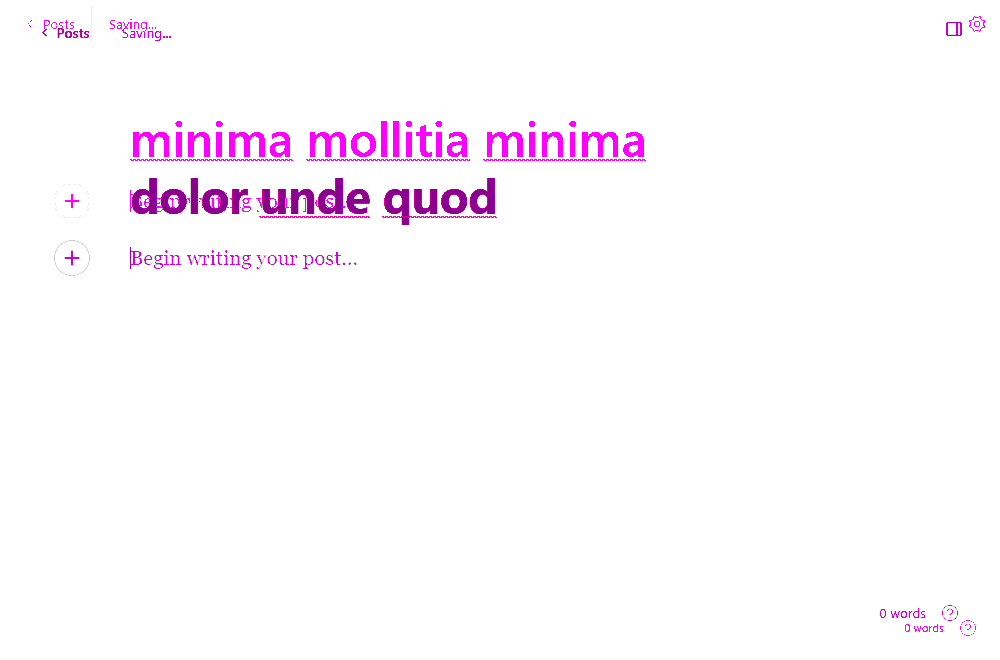 Posts Saving...
Posts Saving...
minima mollitia minima
dolor unde quod
Begin writing your post...
Begin writing your post...
0 words
0 words